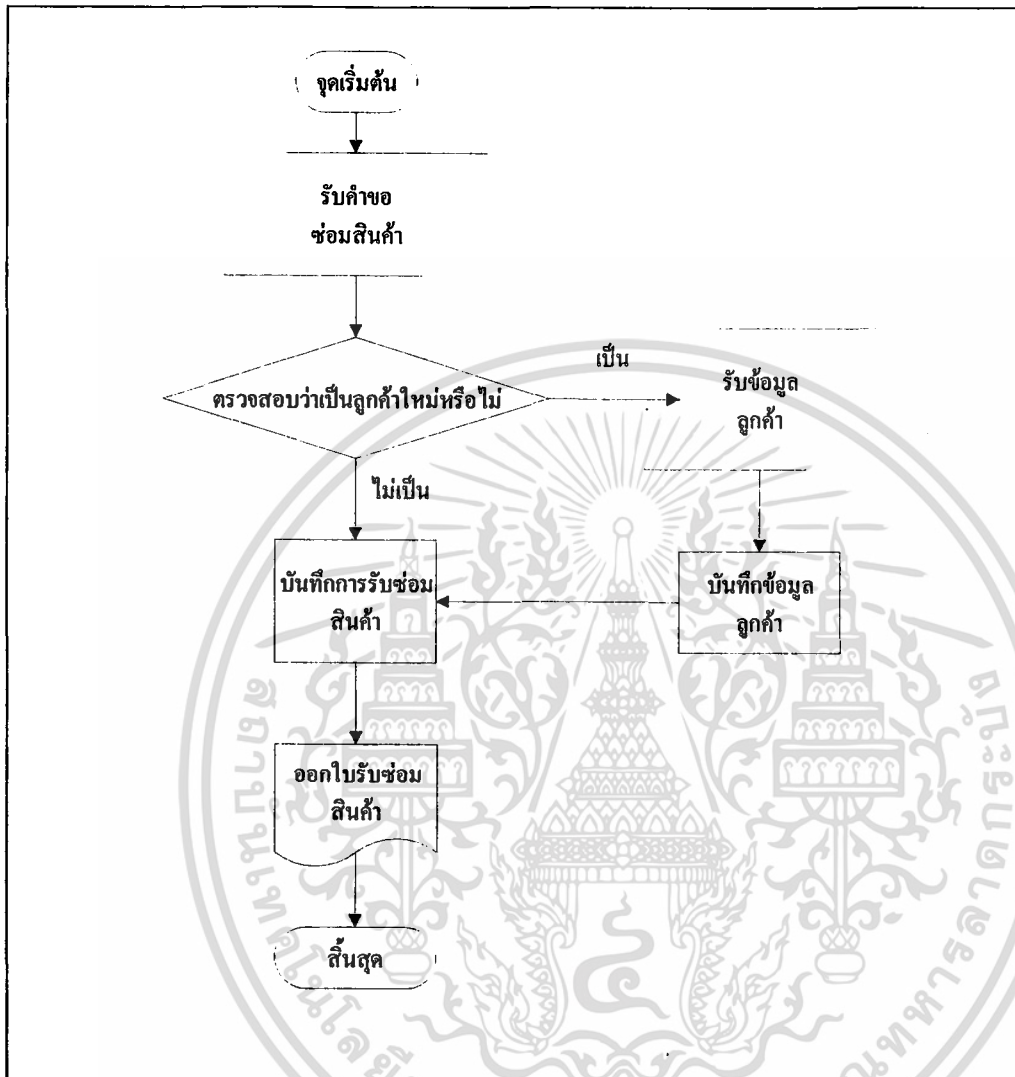 จุดเริ่มต้น
รับคำขอ
ซ่อมสินค้า
ตรวจสอบว่าเป็นลูกค้าใหม่หรือไม่
เป็น
รับข้อมูล
ลูกค้า
ไม่เป็น
บันทึกการรับซ่อม
สินค้า
บันทึกข้อมูล
ลูกค้า
ออกใบรับซ่อม
สินค้า
สิ้นสุด